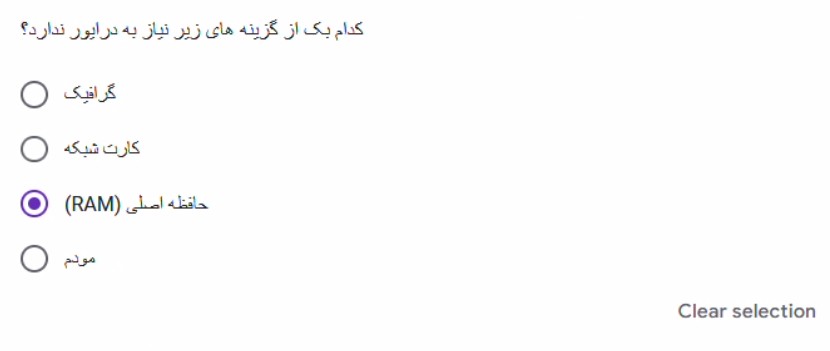 کدام یک از گزینه های زیر نیاز به درایور ندارد؟
گرافیک
کارت شبکه
حافظه اصلی (RAM)
مودم
Clear selection